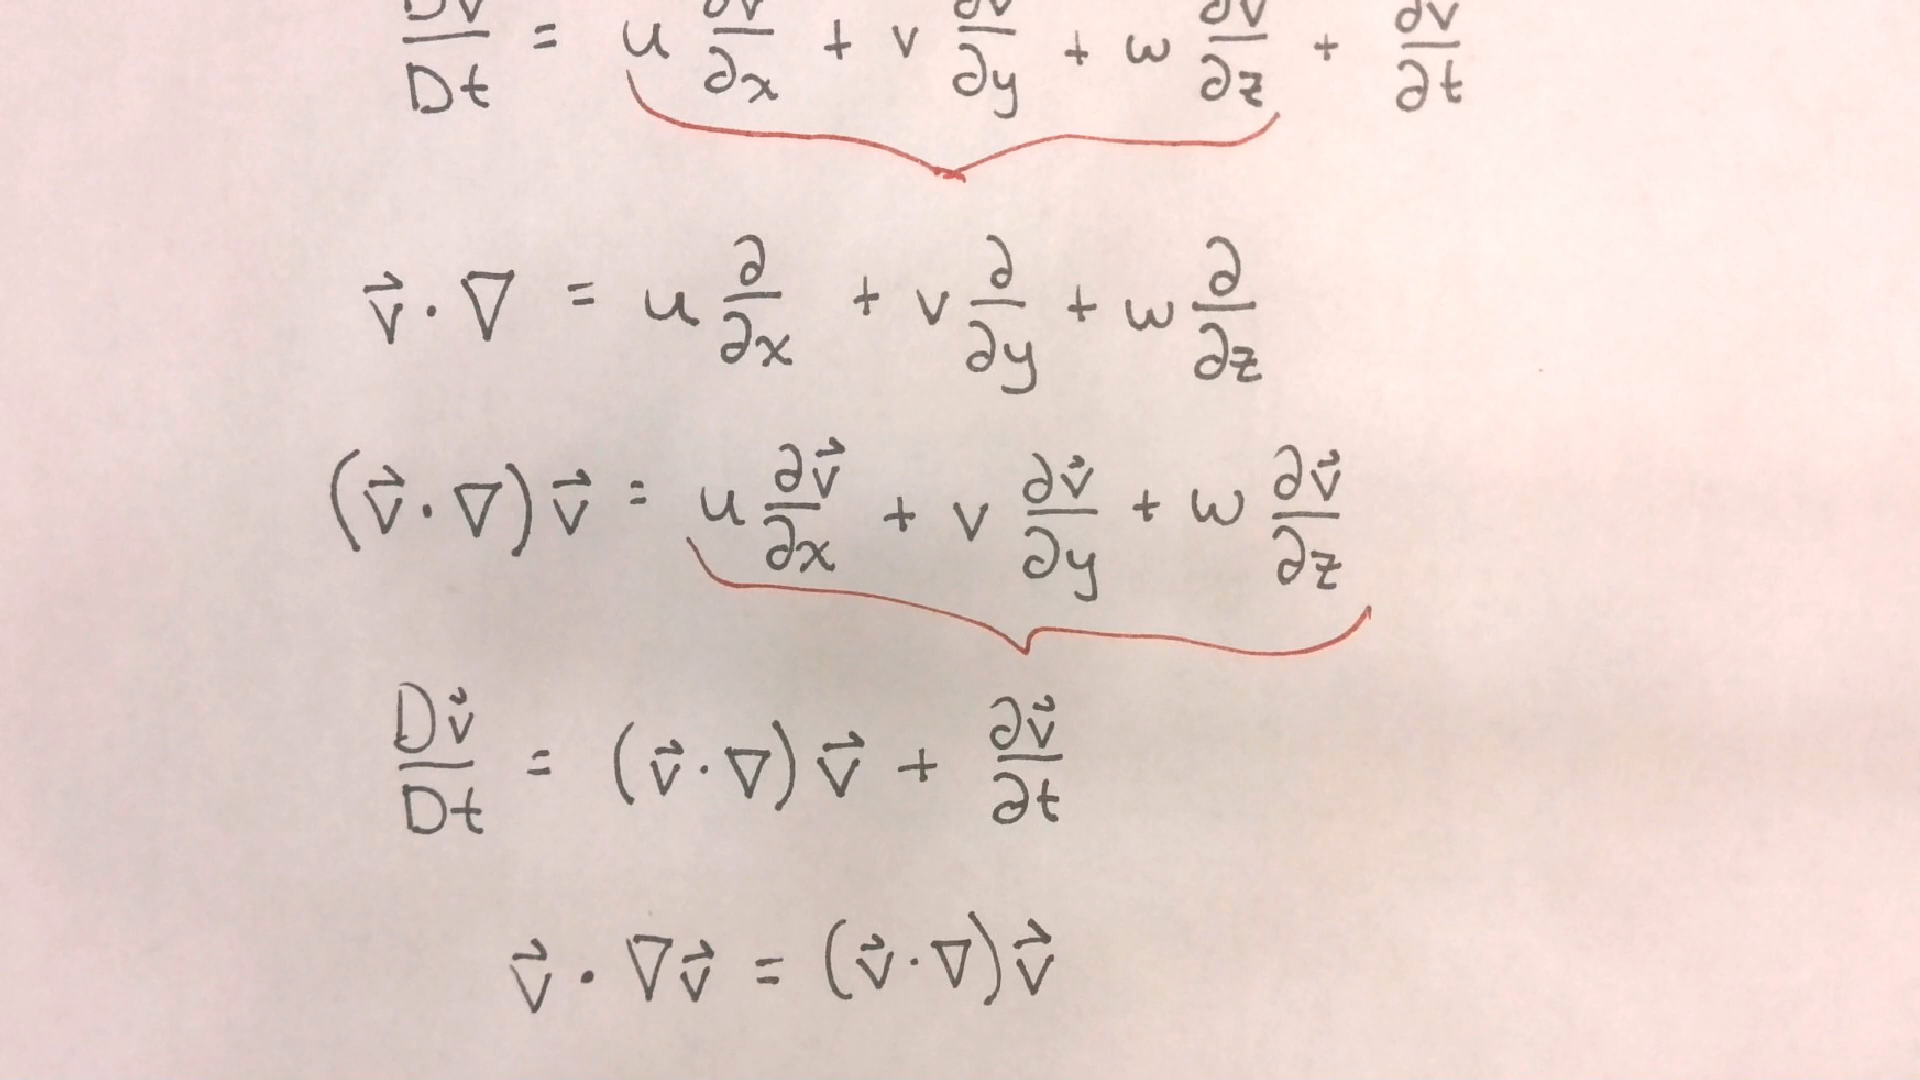 Dv/Dt = u ∂v/∂x + v ∂v/∂y + w ∂v/∂z + ∂v/∂t
v⃗ · ∇ = u ∂/∂x + v ∂/∂y + w ∂/∂z
(v⃗ · ∇) v⃗ = u ∂v⃗/∂x + v ∂v⃗/∂y + w ∂v⃗/∂z
Dv⃗/Dt = (v⃗ · ∇) v⃗ + ∂v⃗/∂t
v⃗ · ∇v⃗ = (v⃗ · ∇) v⃗